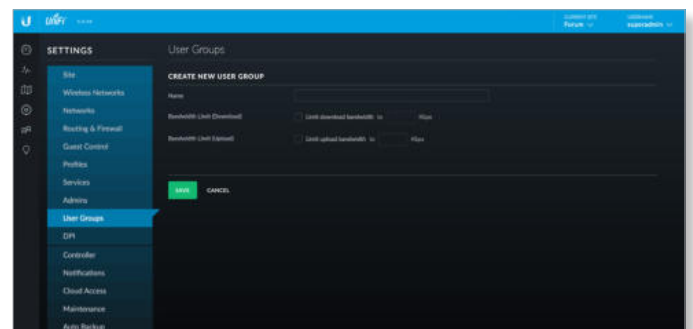 U UniFi
CURRENT SITE
Forum
USERNAME
SETTINGS
User Groups
Site
CREATE NEW USER GROUP
Wireless Networks
Name
Networks
Bandwidth Limit (Download) Limit download bandwidth to Kbps
Routing & Firewall
Bandwidth Limit (Upload) Limit upload bandwidth to Kbps
Guest Control
Profiles
Services
SAVE CANCEL
Admins
User Groups
DPI
Controller
Notifications
Cloud Access
Maintenance
Auto Backup